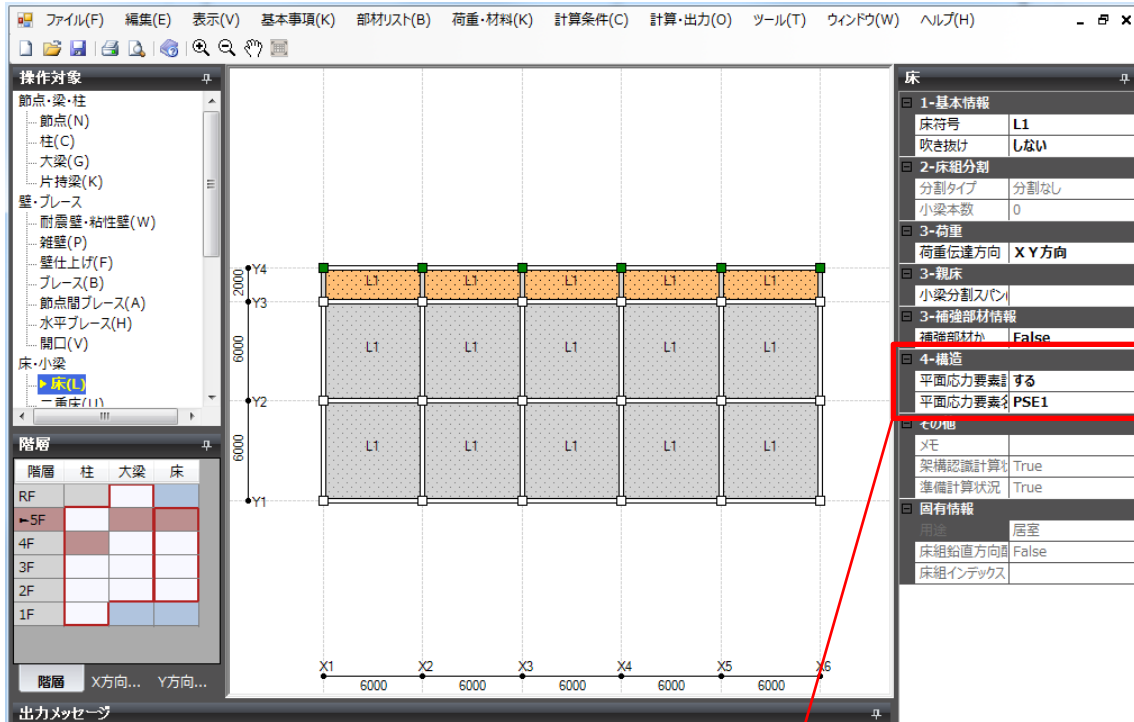 ファイル(F) 編集(E) 表示(V) 基本事項(K) 部材リスト(B) 荷重・材料(K) 計算条件(C) 計算・出力(O) ツール(T) ウィンドウ(W) ヘルプ(H)
操作対象
節点・梁・柱
節点(N)
柱(C)
大梁(G)
片持梁(K)
壁・ブレース
耐震壁・粘性壁(W)
雑壁(P)
壁仕上げ(F)
ブレース(B)
節点間ブレース(A)
水平ブレース(H)
開口(V)
床・小梁
床(L)
二重床(U)
階層
階層 柱 大梁 床
RF
5F
4F
3F
2F
1F
階層 X方向... Y方向...
出力メッセージ
Y4
2000 L1 L1 L1 L1 L1
Y3
6000 L1 L1 L1 L1 L1
Y2
6000 L1 L1 L1 L1 L1
Y1
X1 X2 X3 X4 X5 X6
6000 6000 6000 6000 6000
床
1-基本情報
床符号 L1
吹き抜け しない
2-床組分割
分割タイプ 分割なし
小梁本数 0
3-荷重
荷重伝達方向 XY方向
3-親床
小梁分割スパン
3-補強部材情報
補強部材か False
4-構造
平面応力要素 する
平面応力要素名 PSE1
その他
メモ
架構認識計算 True
準備計算状況 True
固有情報
用途 居室
床組鉛直方向 False
床組インデックス